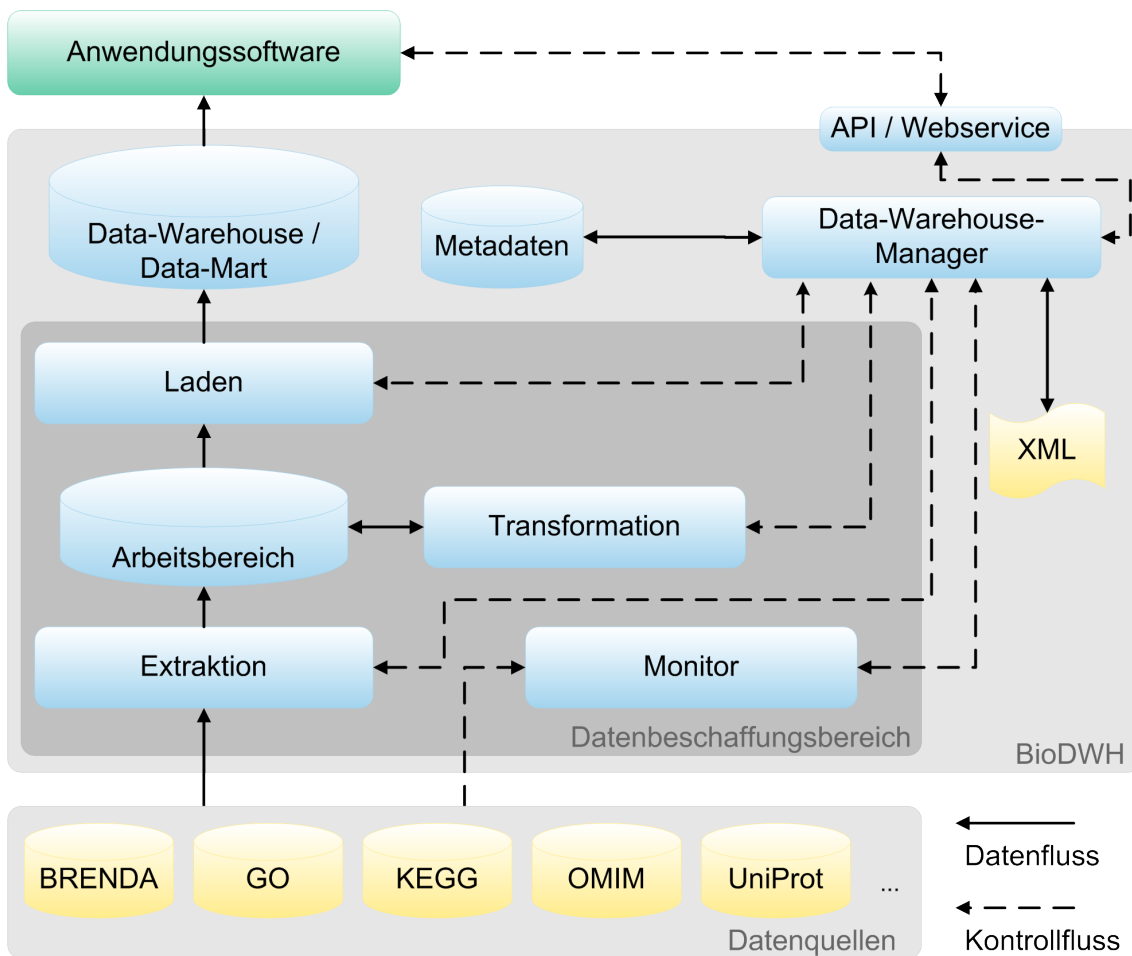 Anwendungssoftware
API / Webservice
Data-Warehouse /
Data-Mart
Metadaten
Data-Warehouse-
Manager
Laden
XML
Arbeitsbereich
Transformation
Extraktion
Monitor
Datenbeschaffungsbereich
BioDWH
BRENDA
GO
KEGG
OMIM
UniProt
...
Datenquellen
Datenfluss
Kontrollfluss